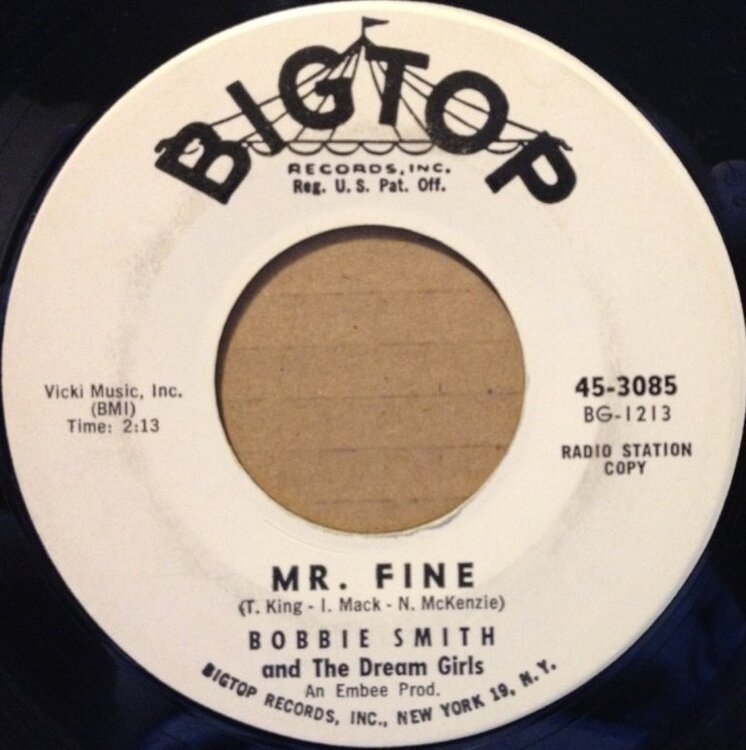 BIGTOP
RECORDS, INC.
Reg. U. S. Pat. Off.
Vicki Music, Inc.
(BMI)
Time: 2:13
45-3085
BG-1213
RADIO STATION
COPY
MR. FINE
(T. King - I. Mack - N. McKenzie)
BOBBIE SMITH
and The Dream Girls
An Embee Prod.
BIGTOP RECORDS, INC., NEW YORK 19, N. Y.